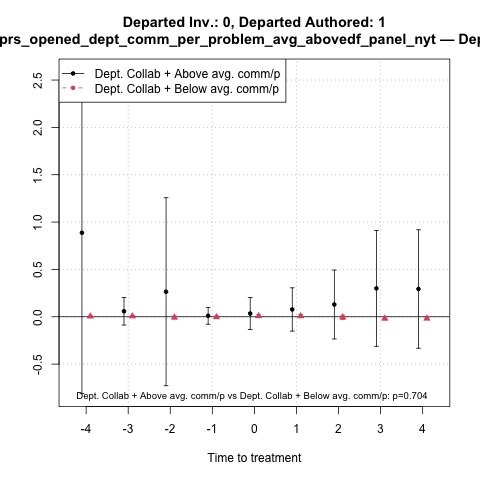 Departed Inv.: 0, Departed Authored: 1
prs_opened_dept_comm_per_problem_avg_abovedf_panel_nyt — Dep
Dept. Collab + Above avg. comm/p
Dept. Collab + Below avg. comm/p
2.5
2.0
1.5
1.0
0.5
0.0
-0.5
Dept. Collab + Above avg. comm/p vs Dept. Collab + Below avg. comm/p: p=0.704
-4 -3 -2 -1 0 1 2 3 4
Time to treatment